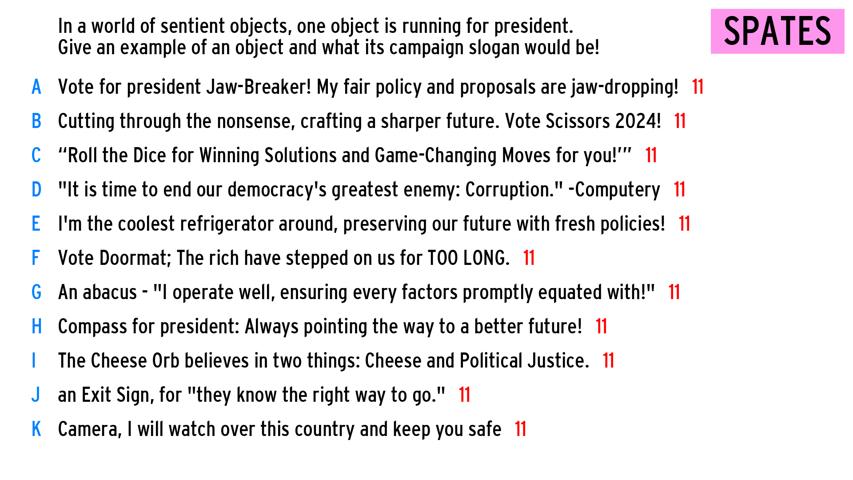 In a world of sentient objects, one object is running for president.
Give an example of an object and what its campaign slogan would be!
SPATES
A Vote for president Jaw-Breaker! My fair policy and proposals are jaw-dropping! 11
B Cutting through the nonsense, crafting a sharper future. Vote Scissors 2024! 11
C “Roll the Dice for Winning Solutions and Game-Changing Moves for you!’” 11
D "It is time to end our democracy's greatest enemy: Corruption." -Computery 11
E I'm the coolest refrigerator around, preserving our future with fresh policies! 11
F Vote Doormat; The rich have stepped on us for TOO LONG. 11
G An abacus - "I operate well, ensuring every factors promptly equated with!" 11
H Compass for president: Always pointing the way to a better future! 11
I The Cheese Orb believes in two things: Cheese and Political Justice. 11
J an Exit Sign, for "they know the right way to go." 11
K Camera, I will watch over this country and keep you safe 11